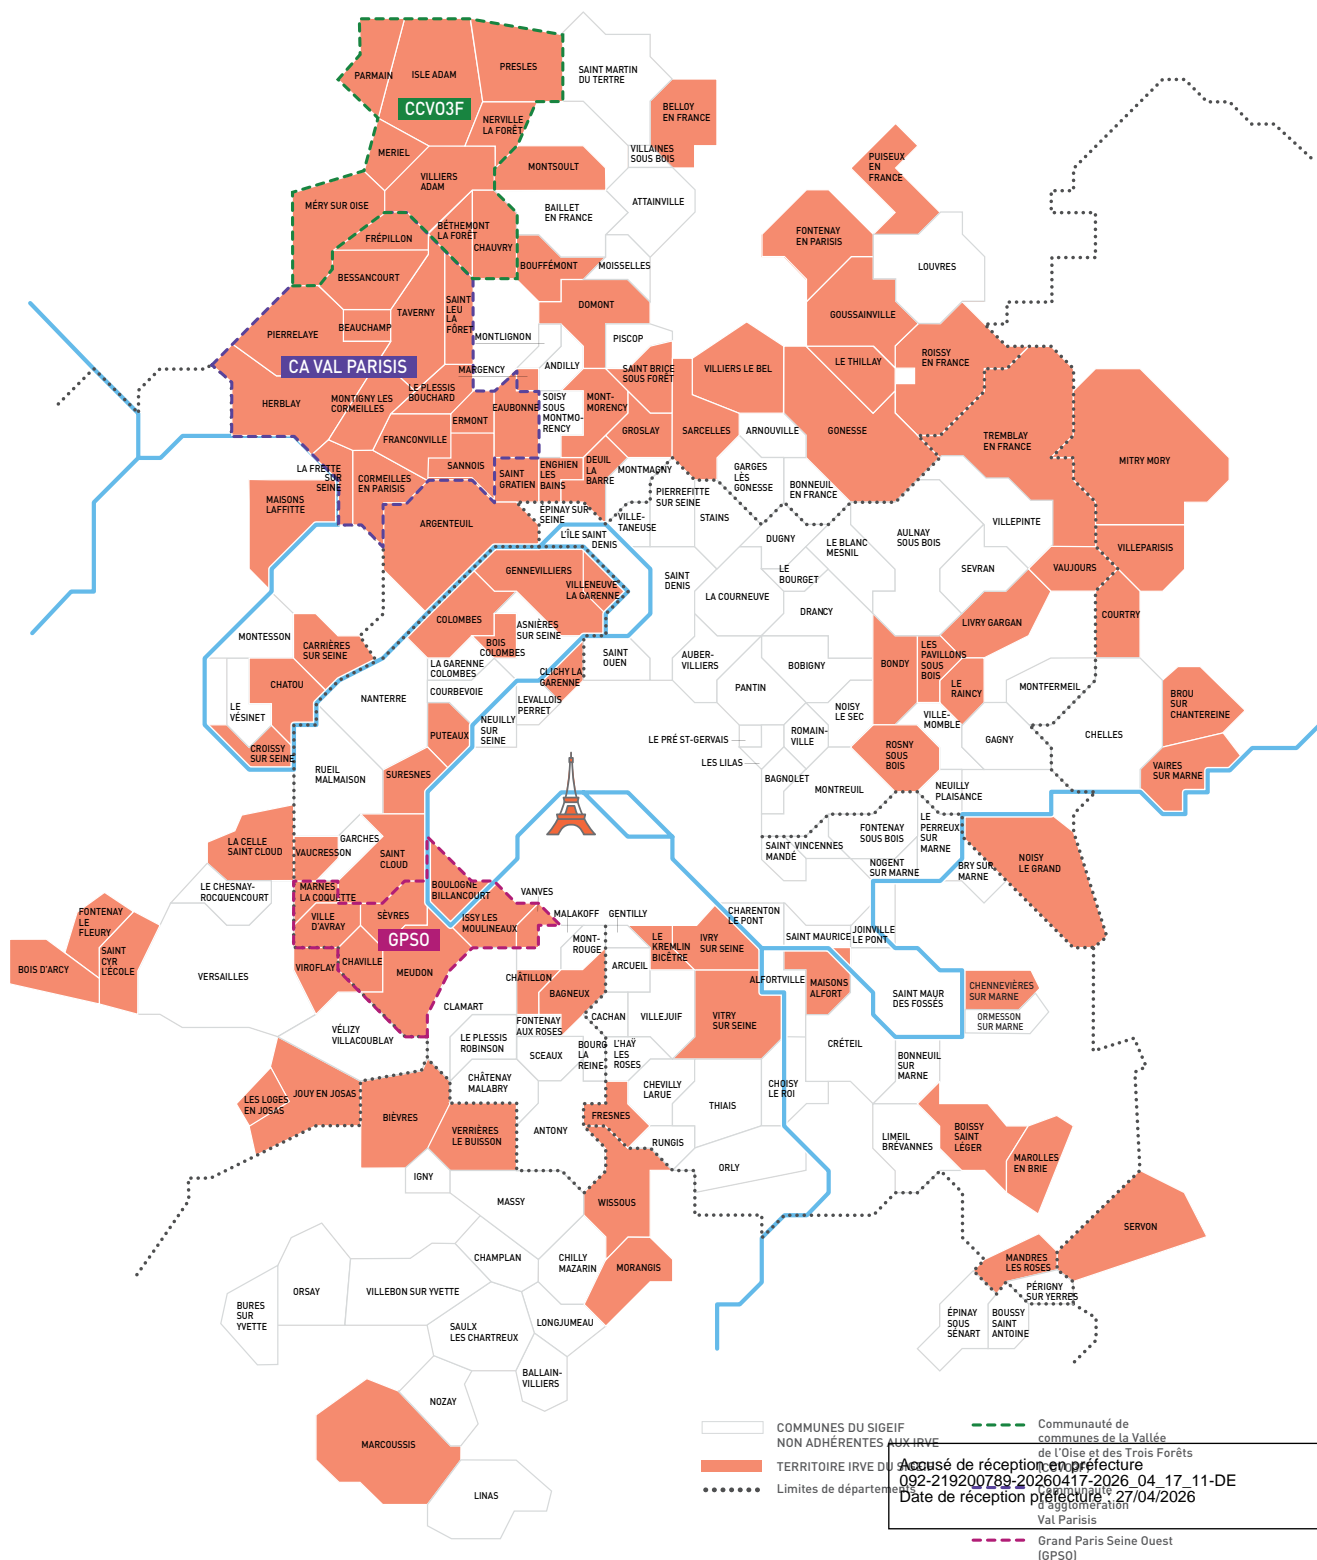 PARMAIN
ISLE ADAM
PRESLES
SAINT MARTIN
DU TERTRE
CCVO3F
BELLOY
EN FRANCE
NERVILLE
LA FORÊT
MERIEL
VILLAINES
SOUS BOIS
PUISEUX
EN
FRANCE
MONTSOULT
VILLIERS
ADAM
MÉRY SUR OISE
BAILLET
EN FRANCE
ATTAINVILLE
FRÉPILLON
BÉTHEMONT
LA FORÊT
CHAUVRY
FONTENAY
EN PARISIS
BESSANCOURT
BOUFFÉMONT
MOISSELLES
LOUVRES
TAVERNY
SAINT
LEU
LA
FÔRET
DOMONT
GOUSSAINVILLE
PIERRELAYE
BEAUCHAMP
MONTLIGNON
PISCOP
CA VAL PARISIS
MARGENCY
ANDILLY
SAINT BRICE
SOUS FORÊT
VILLIERS LE BEL
LE THILLAY
ROISSY
EN FRANCE
HERBLAY
MONTIGNY LES
CORMEILLES
LE PLESSIS
BOUCHARD
EAUBONNE
SOISY
SOUS
MONTMO-
RENCY
MONT-
MORENCY
ERMONT
FRANCONVILLE
GROSLAY
SARCELLES
ARNOUVILLE
GONESSE
TREMBLAY
EN FRANCE
MITRY MORY
LA FRETTE
SUR
SEINE
CORMEILLES
EN PARISIS
SANNOIS
SAINT
GRATIEN
ENGHIEN
LES
BAINS
DEUIL
LA
BARRE
MONTMAGNY
GARGES
LÈS
GONESSE
BONNEUIL
EN FRANCE
MAISONS
LAFFITTE
ARGENTEUIL
ÉPINAY SUR
SEINE
VILLE-
TANEUSE
PIERREFITTE
SUR SEINE
STAINS
VILLEPINTE
AULNAY
SOUS BOIS
L'ÎLE SAINT
DENIS
DUGNY
LE BLANC
MESNIL
VILLEPARISIS
GENNEVILLIERS
VILLENEUVE
LA GARENNE
SAINT
DENIS
LE
BOURGET
SEVRAN
VAUJOURS
LA COURNEUVE
DRANCY
COURTRY
COLOMBES
BOIS
COLOMBES
ASNIÈRES
SUR SEINE
LIVRY GARGAN
MONTESSON
CARRIÈRES
SUR SEINE
LA GARENNE
COLOMBES
CLICHY LA
GARENNE
SAINT
OUEN
AUBER-
VILLIERS
BOBIGNY
BONDY
LES
PAVILLONS
SOUS
BOIS
CHATOU
NANTERRE
COURBEVOIE
LEVALLOIS
PERRET
PANTIN
LE
RAINCY
MONTFERMEIL
BROU
SUR
CHANTEREINE
LE
VÉSINET
NEUILLY
SUR
SEINE
NOISY
LE SEC
VILLE-
MOMBLE
PUTEAUX
ROMAIN-
VILLE
LE PRÉ ST-GERVAIS
GAGNY
CHELLES
CROISSY
SUR SEINE
ROSNY
SOUS
BOIS
LES LILAS
RUEIL
MALMAISON
SURESNES
BAGNOLET
MONTREUIL
NEUILLY
PLAISANCE
VAIRES
SUR MARNE
LA CELLE
SAINT CLOUD
GARCHES
VAUCRESSON
SAINT
CLOUD
SAINT
MANDÉ
VINCENNES
FONTENAY
SOUS BOIS
LE
PERREUX
SUR
MARNE
NOISY
LE GRAND
LE CHESNAY-
ROCQUENCOURT
MARNES
LA COQUETTE
BOULOGNE
BILLANCOURT
VANVES
NOGENT
SUR MARNE
BRY SUR
MARNE
FONTENAY
LE
FLEURY
VILLE
D'AVRAY
SÈVRES
ISSY LES
MOULINEAUX
MALAKOFF
GENTILLY
CHARENTON
LE PONT
GPSO
MONT-
ROUGE
LE
KREMLIN
BICÊTRE
IVRY
SUR SEINE
SAINT MAURICE
JOINVILLE
LE PONT
SAINT
CYR
L'ÉCOLE
BOIS D'ARCY
VIROFLAY
CHAVILLE
MEUDON
CHÂTILLON
ARCUEIL
ALFORTVILLE
MAISONS
ALFORT
VERSAILLES
BAGNEUX
SAINT MAUR
DES FOSSÉS
CHENNEVIÈRES
SUR MARNE
CLAMART
FONTENAY
AUX ROSES
CACHAN
VILLEJUIF
VITRY
SUR SEINE
ORMESSON
SUR MARNE
VÉLIZY
VILLACOUBLAY
LE PLESSIS
ROBINSON
SCEAUX
BOURG
LA
REINE
L'HAŸ
LES
ROSES
CRÉTEIL
BONNEUIL
SUR
MARNE
CHÂTENAY
MALABRY
CHEVILLY
LARUE
CHOISY
LE ROI
LES LOGES
EN JOSAS
JOUY EN JOSAS
BIÈVRES
THIAIS
VERRIÈRES
LE BUISSON
ANTONY
FRESNES
RUNGIS
LIMEIL
BRÉVANNES
BOISSY
SAINT
LÉGER
MAROLLES
EN BRIE
IGNY
ORLY
MASSY
WISSOUS
SERVON
CHAMPLAN
CHILLY
MAZARIN
MORANGIS
MANDRES
LES ROSES
ORSAY
VILLEBON SUR YVETTE
PÉRIGNY
SUR YERRES
BURES
SUR
YVETTE
SAULX
LES CHARTREUX
LONGJUMEAU
ÉPINAY
SOUS
SÉNART
BOUSSY
SAINT
ANTOINE
BALLAIN-
VILLIERS
NOZAY
MARCOUSSIS
LINAS
COMMUNES DU SIGEIF
NON ADHÉRENTES AUX IRVE
TERRITOIRE IRVE DU SIGEIF
Limites de départements
Communauté de
communes de la Vallée
de l'Oise et des Trois Forêts
(CCVO3F)
Communauté
d'agglomération
Val Parisis
Grand Paris Seine Ouest
(GPSO)
Accusé de réception en préfecture
092-219200789-20260417-2026_04_17_11-DE
Date de réception préfecture : 27/04/2026